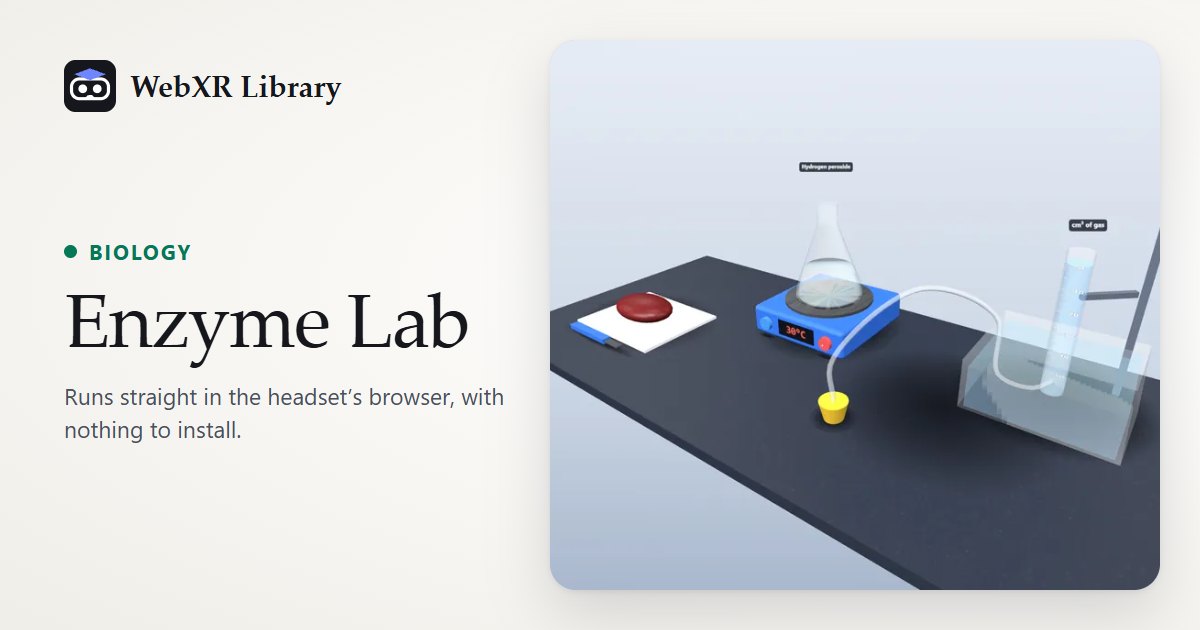 WebXR Library
BIOLOGY
Enzyme Lab
Runs straight in the headset’s browser, with
nothing to install.
Hydrogen peroxide
30°C
cm³ of gas